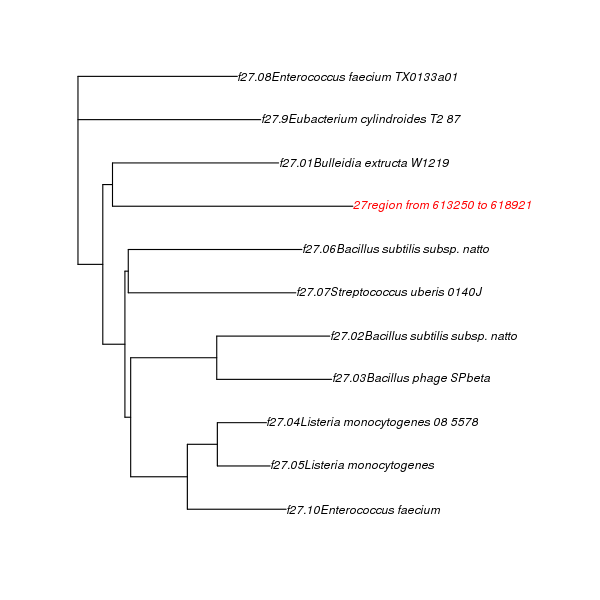 f27.08Enterococcus faecium TX0133a01
f27.9Eubacterium cylindroides T2 87
f27.01Bulleidia extructa W1219
27region from 613250 to 618921
f27.06Bacillus subtilis subsp. natto
f27.07Streptococcus uberis 0140J
f27.02Bacillus subtilis subsp. natto
f27.03Bacillus phage SPbeta
f27.04Listeria monocytogenes 08 5578
f27.05Listeria monocytogenes
f27.10Enterococcus faecium